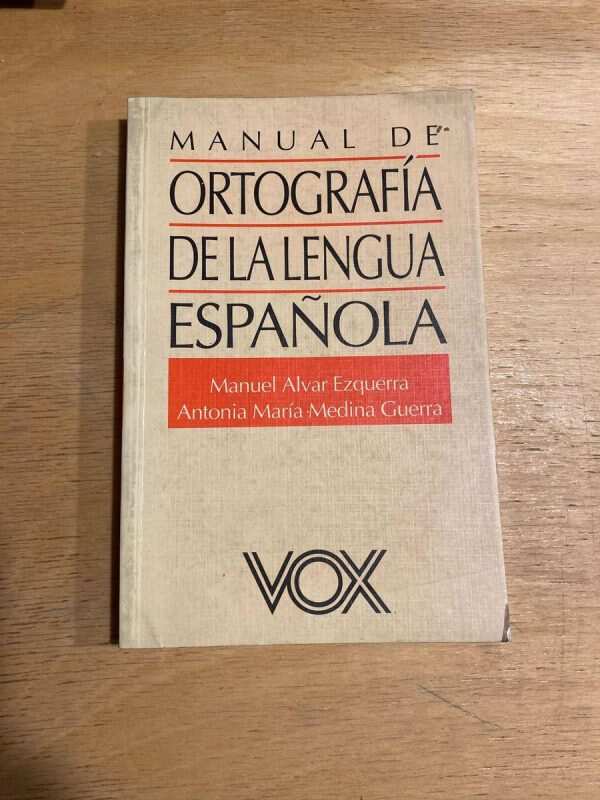 MANUAL DE
ORTOGRAFÍA
DE LA LENGUA
ESPAÑOLA
Manuel Alvar Ezquerra
Antonia María Medina Guerra
VOX